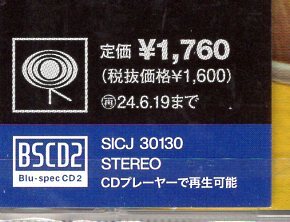 定価 ¥1,760
(税抜価格¥1,600)
㋣24.6.19まで
BSCD2
Blu-spec CD2
SICJ 30130
STEREO
CDプレーヤーで再生可能